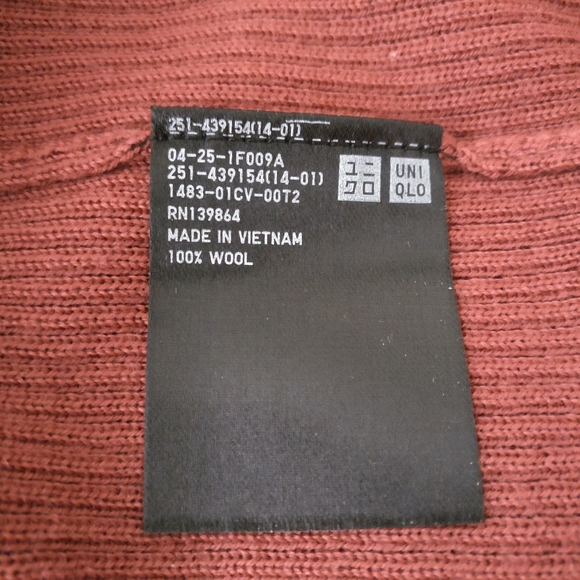 251-439154(14-01)
04-25-1F009A
251-439154(14-01)
1483-01CV-00T2
RN139864
MADE IN VIETNAM
100% WOOL
ユニ
クロ
UNI
QLO